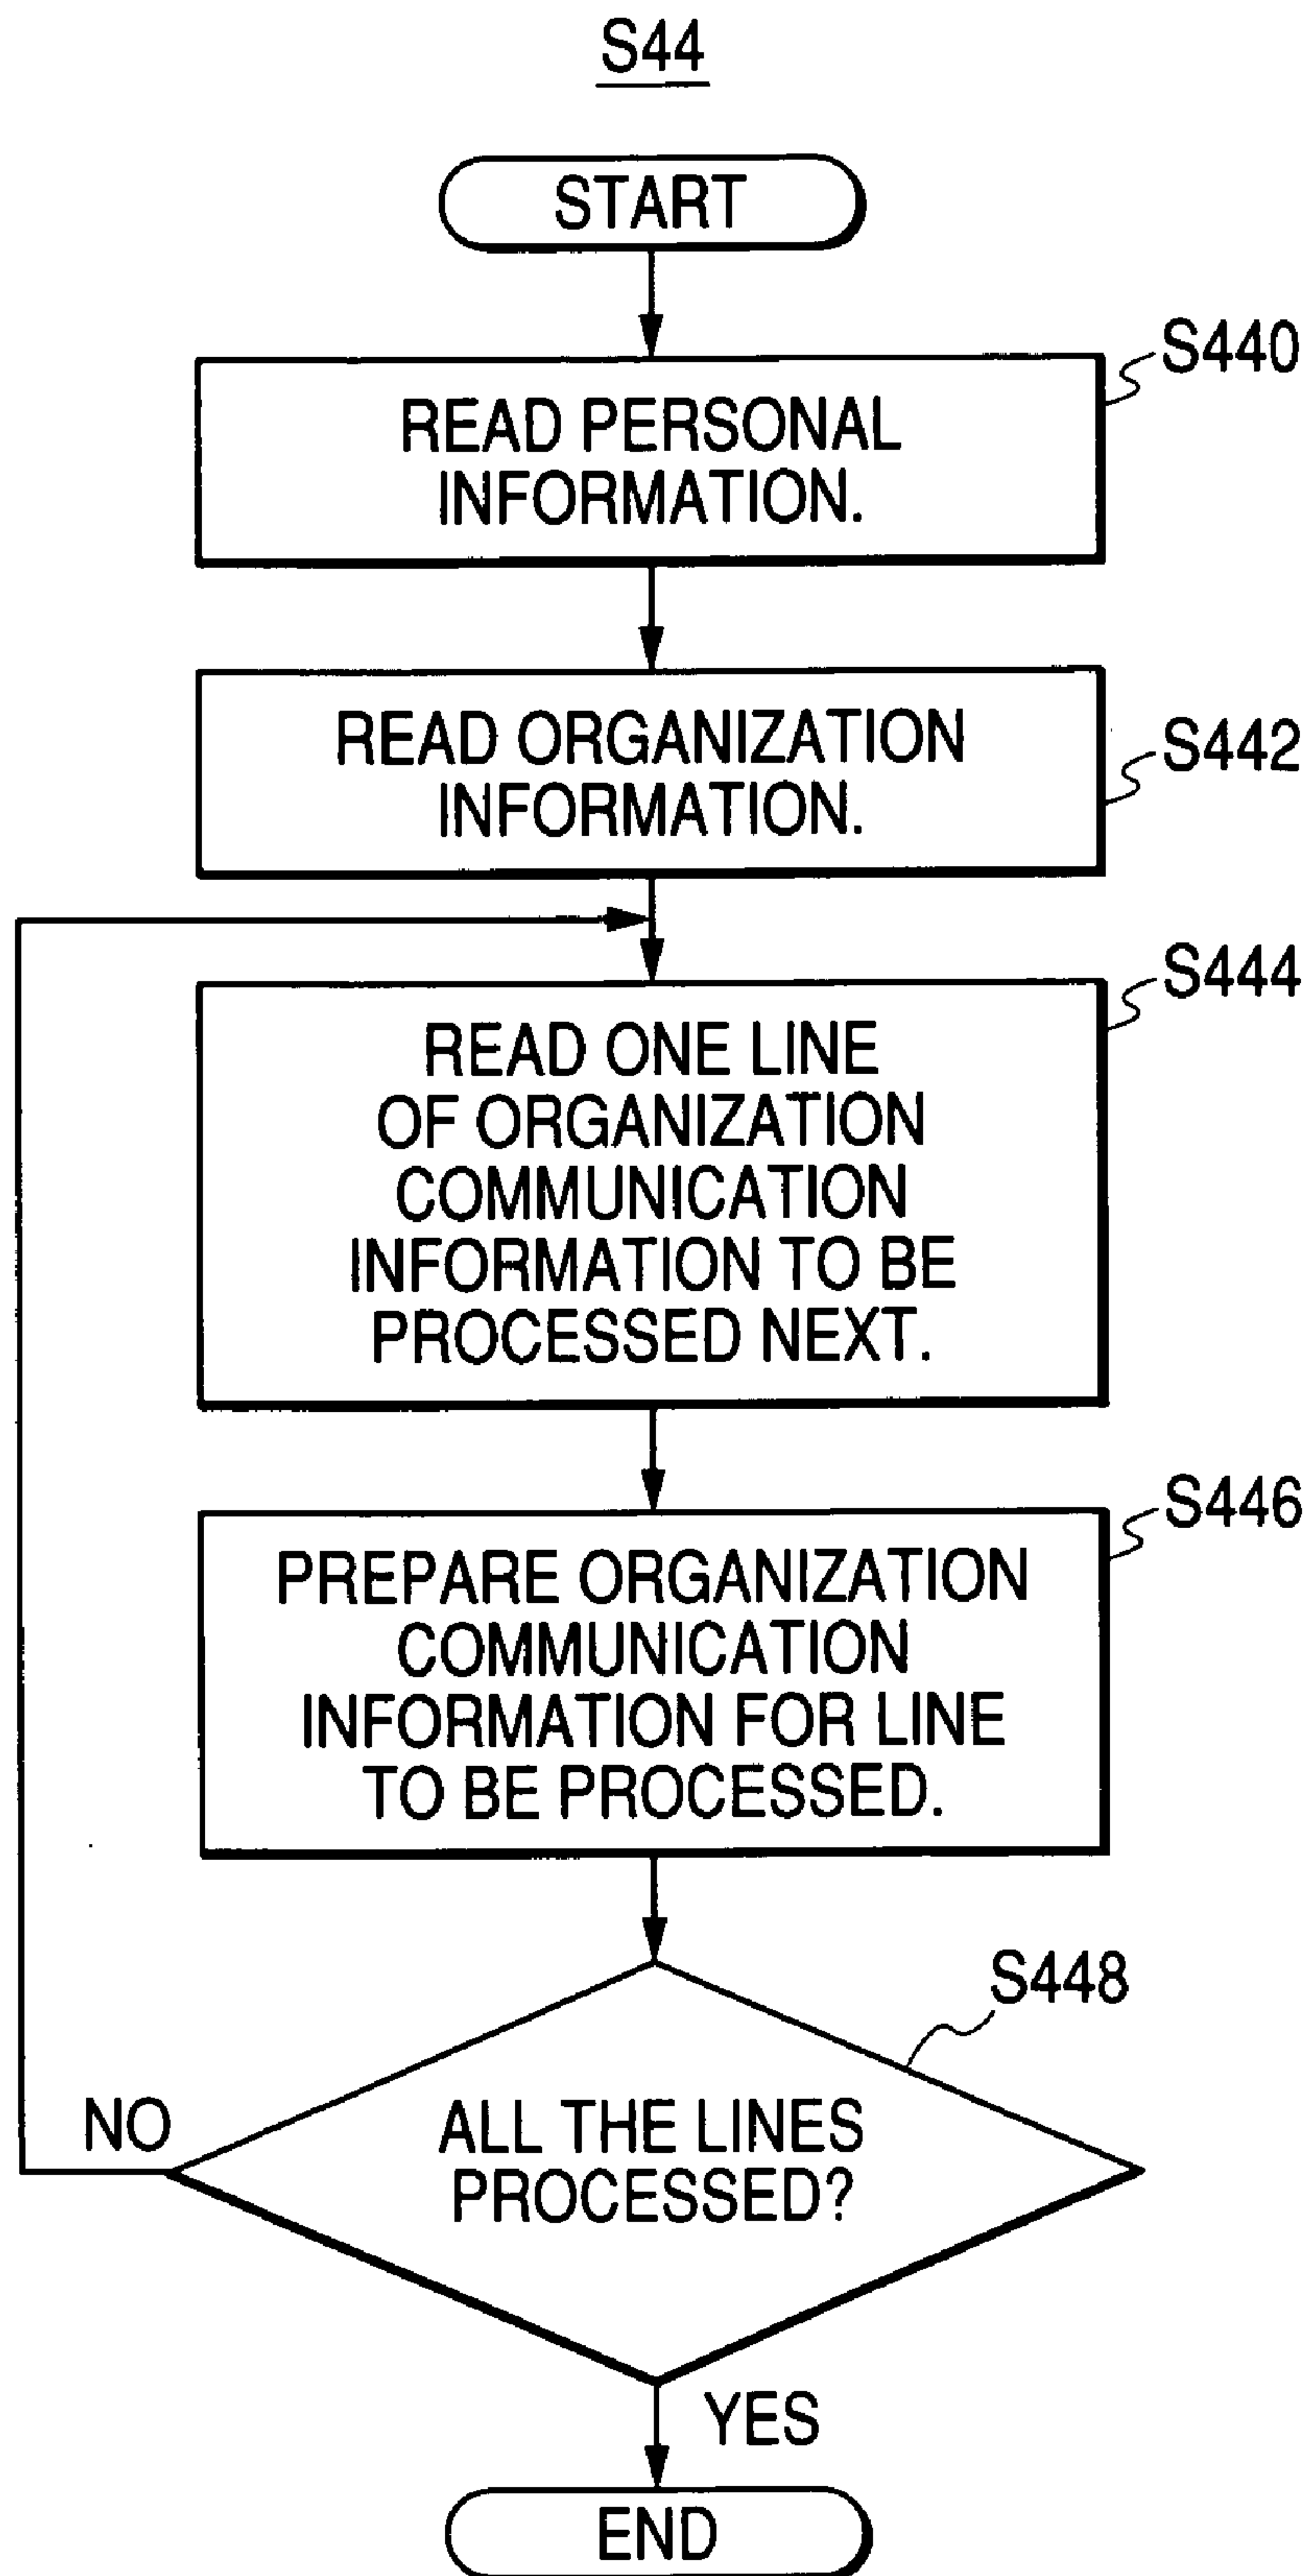 S44
START
S440
READ PERSONAL
INFORMATION.
READ ORGANIZATION
INFORMATION.
S442
S444
READ ONE LINE
OF ORGANIZATION
COMMUNICATION
INFORMATION TO BE
PROCESSED NEXT.
S446
PREPARE ORGANIZATION
COMMUNICATION
INFORMATION FOR LINE
TO BE PROCESSED.
S448
NO
ALL THE LINES
PROCESSED?
YES
END